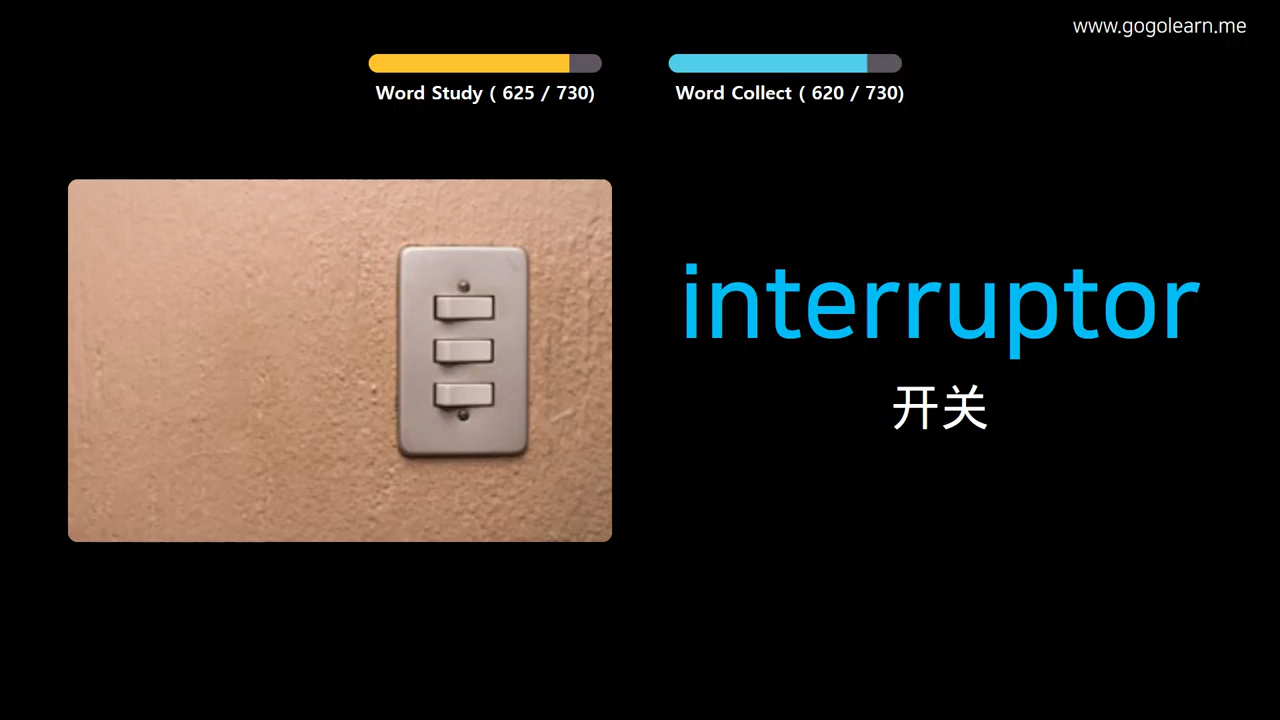 www.gogolearn.me
Word Study ( 625 / 730)
Word Collect ( 620 / 730)
interruptor
开关